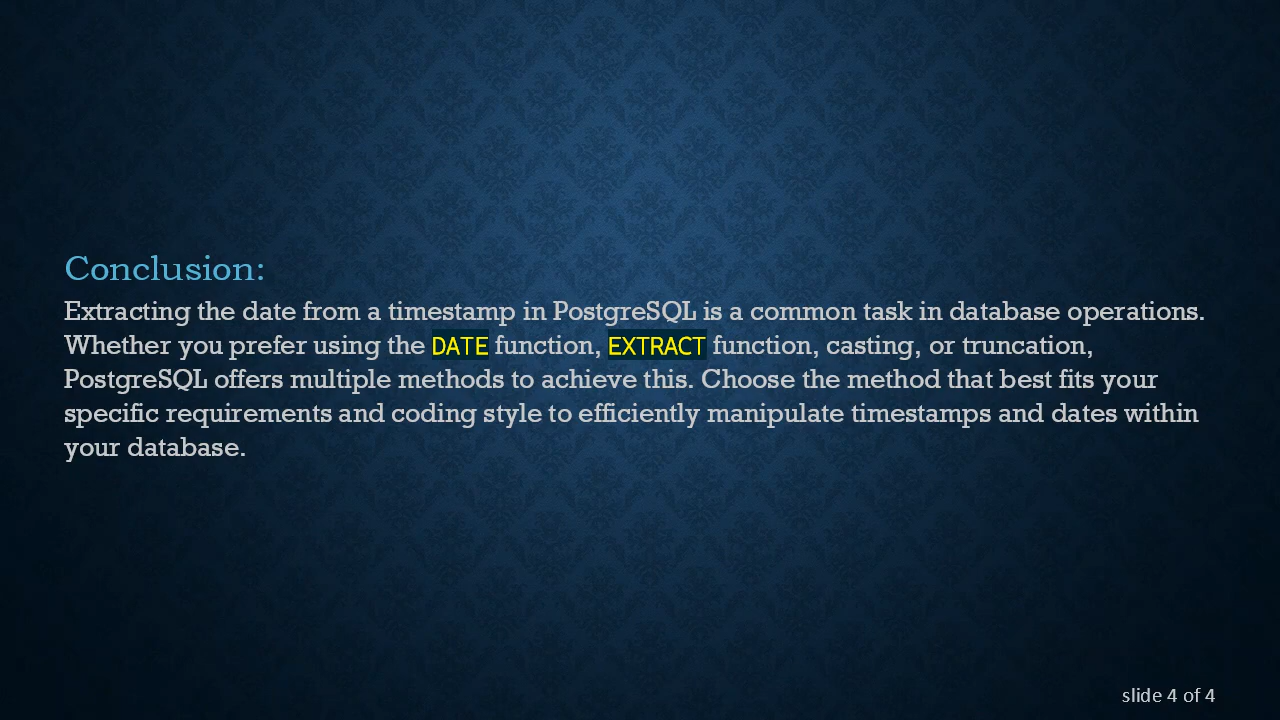 Conclusion:
Extracting the date from a timestamp in PostgreSQL is a common task in database operations.
Whether you prefer using the DATE function, EXTRACT function, casting, or truncation,
PostgreSQL offers multiple methods to achieve this. Choose the method that best fits your
specific requirements and coding style to efficiently manipulate timestamps and dates within
your database.
slide 4 of 4